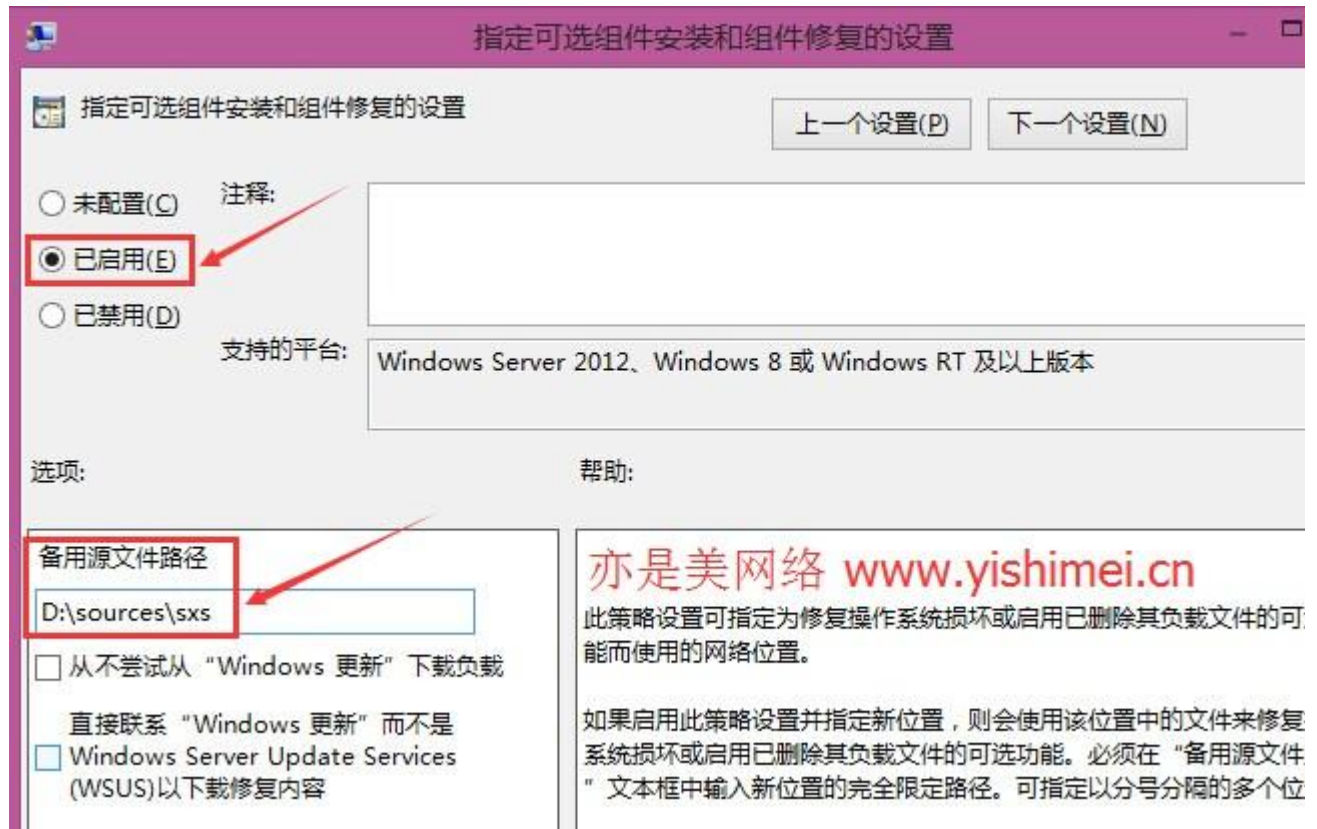 指定可选组件安装和组件修复的设置
指定可选组件安装和组件修复的设置
上一个设置(P)
下一个设置(N)
未配置(C)
注释:
已启用(E)
已禁用(D)
支持的平台:
Windows Server 2012、Windows 8 或 Windows RT 及以上版本
选项:
帮助:
备用源文件路径
D:\sources\sxs
从不尝试从“Windows 更新”下载负载
直接联系“Windows 更新”而不是
Windows Server Update Services
(WSUS)以下载修复内容
亦是美网络 www.yishimei.cn
此策略设置可指定为修复操作系统损坏或启用已删除其负载文件的可
能而使用的网络位置。
如果启用此策略设置并指定新位置，则会使用该位置中的文件来修复
系统损坏或启用已删除其负载文件的可选功能。必须在“备用源文件
”文本框中输入新位置的完全限定路径。可指定以分号分隔的多个位